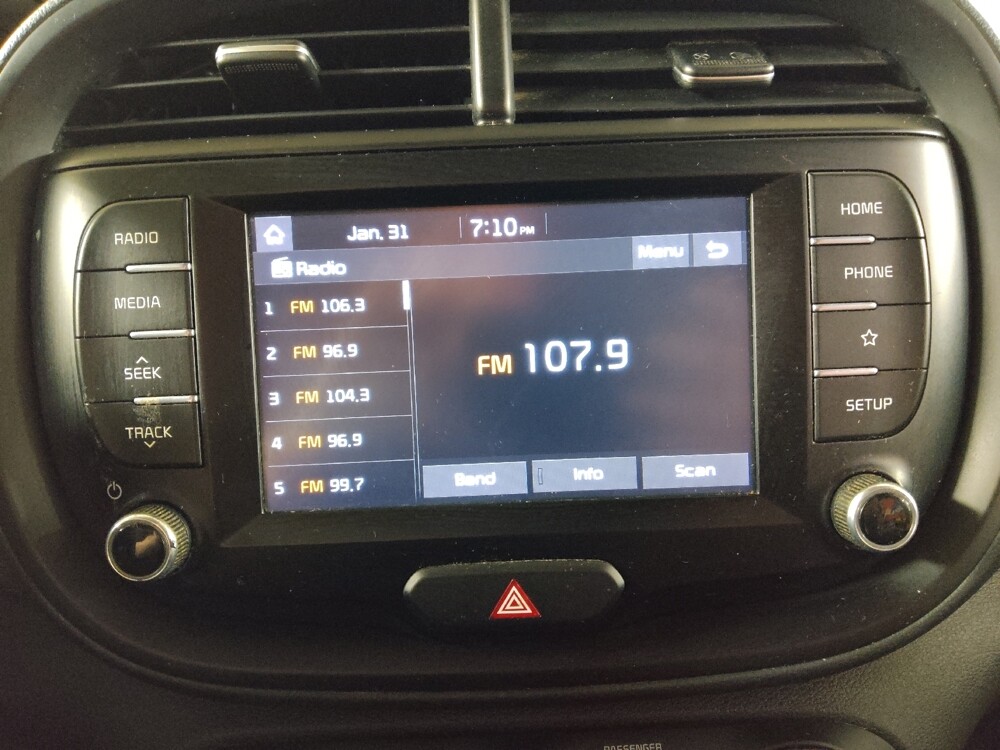 RADIO
MEDIA
SEEK
TRACK
Jan. 31 7:10 PM
Radio Menu
1 FM 106.3
2 FM 96.9
3 FM 104.3
4 FM 96.9
5 FM 99.7
FM 107.9
Band Info Scan
HOME
PHONE
SETUP
PASSENGER